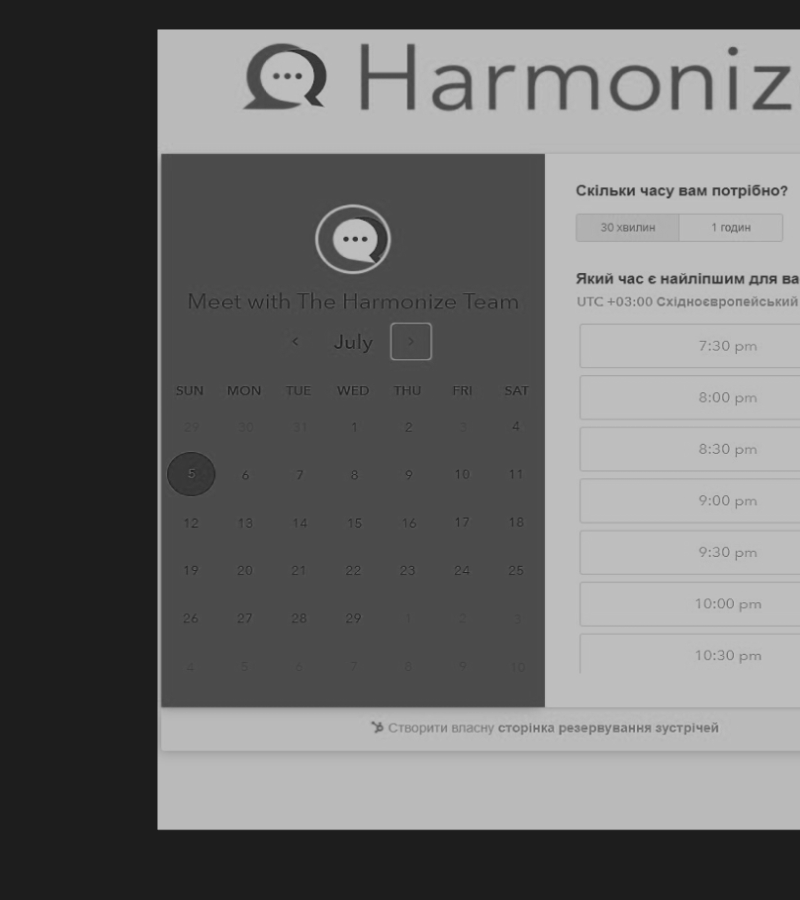 Harmoniz
Meet with The Harmonize Team
< July >
SUN MON TUE WED THU FRI SAT
29 30 31 1 2 3 4
5 6 7 8 9 10 11
12 13 14 15 16 17 18
19 20 21 22 23 24 25
26 27 28 29 1 2 3
4 5 6 7 8 9 10
Скільки часу вам потрібно?
30 хвилин 1 годин
Який час є найліпшим для ва
UTC +03:00 Східноєвропейський
7:30 pm
8:00 pm
8:30 pm
9:00 pm
9:30 pm
10:00 pm
10:30 pm
Створити власну сторінка резервування зустрічей